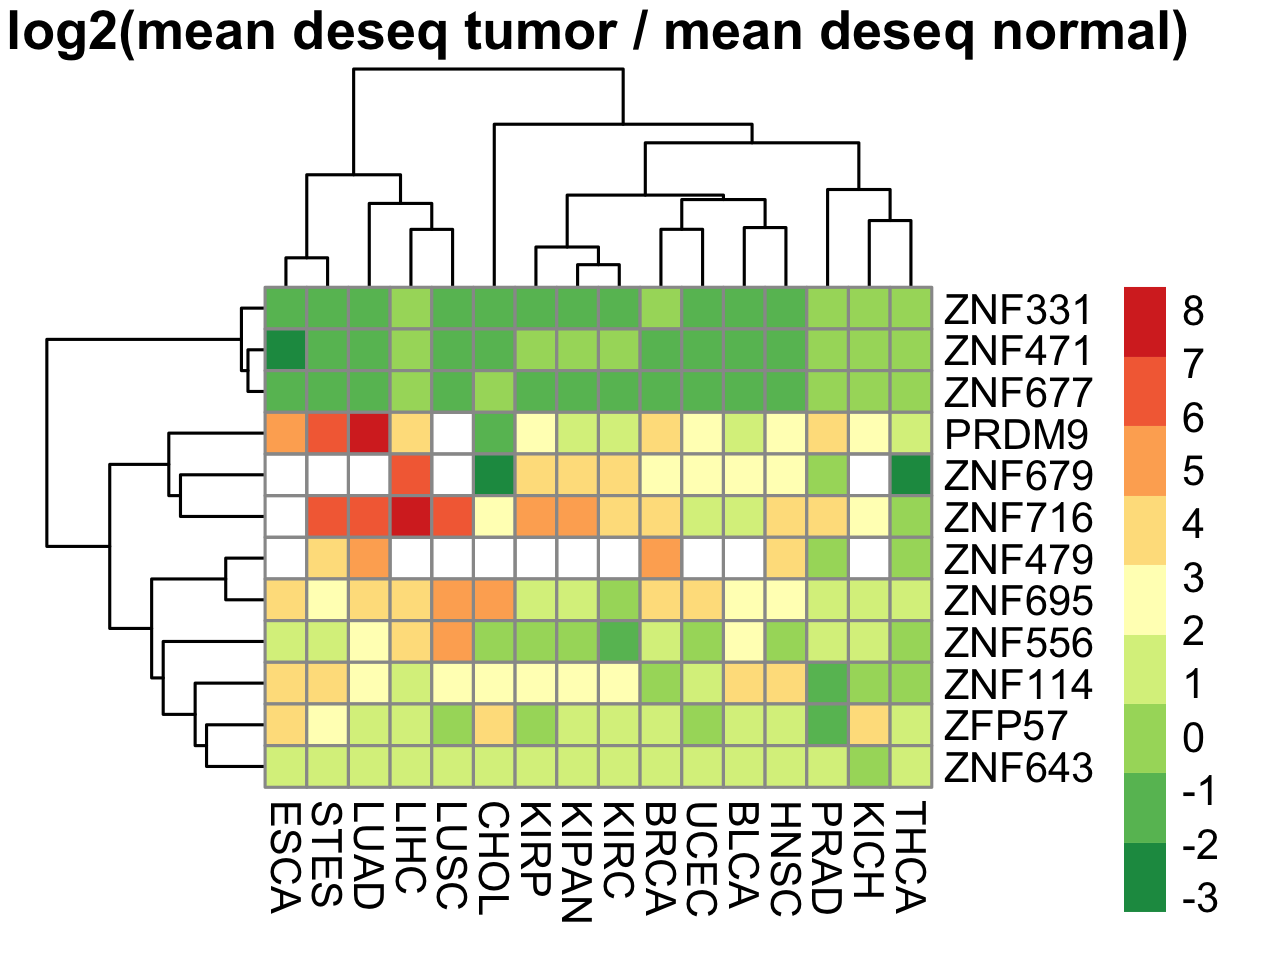 log2(mean deseq tumor / mean deseq normal)
ZNF331
ZNF471
ZNF677
PRDM9
ZNF679
ZNF716
ZNF479
ZNF695
ZNF556
ZNF114
ZFP57
ZNF643
8
7
6
5
4
3
2
1
0
-1
-2
-3
ESCA
STES
LUAD
LIHC
LUSC
CHOL
KIRP
KIPAN
KIRC
BRCA
UCEC
BLCA
HNSC
PRAD
KICH
THCA